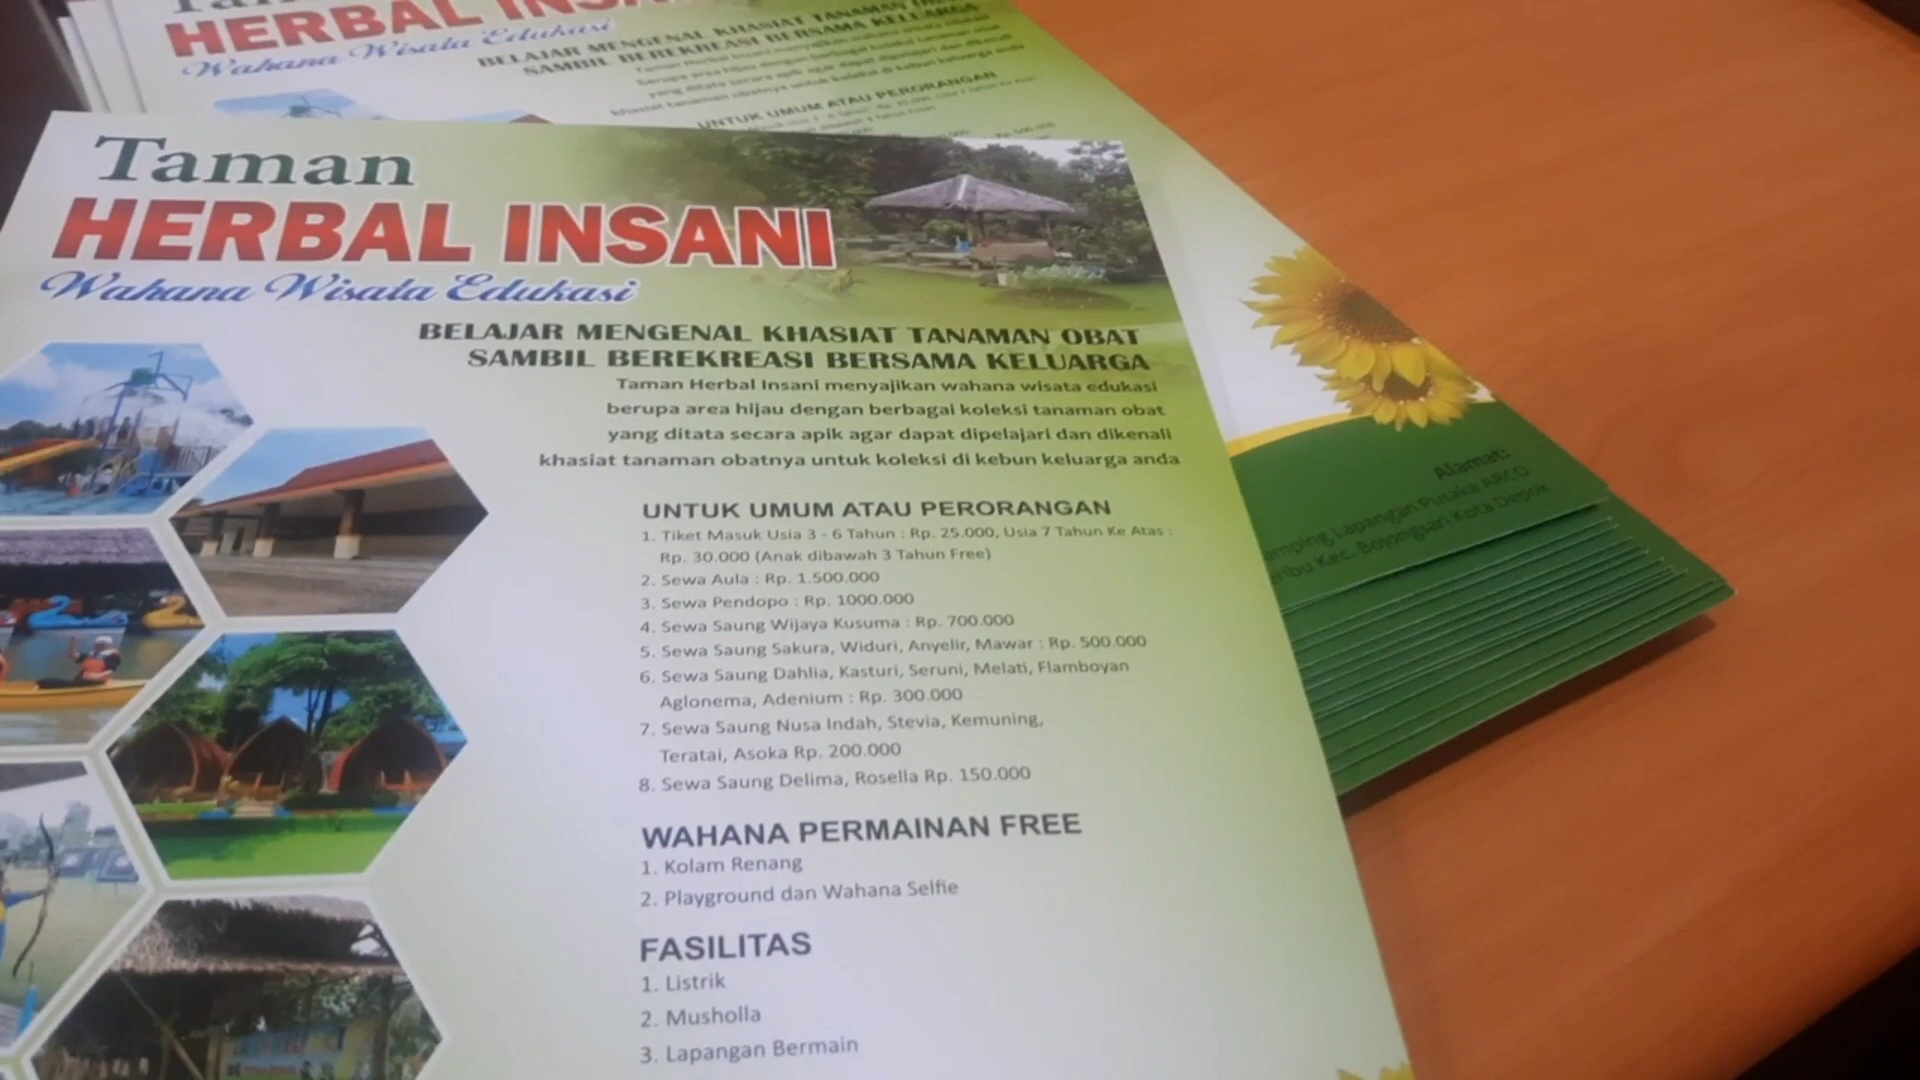 HERBAL
Wahana Wisata Edukasi
BELAJAR MENGENAL KHASIAT TANAMAN
SAMBIL BEREKREASI BERSAMA KELUARGA
UNTUK UMUM ATAU PERORANGAN
Taman
HERBAL INSANI
Wahana Wisata Edukasi
BELAJAR MENGENAL KHASIAT TANAMAN OBAT
SAMBIL BEREKREASI BERSAMA KELUARGA
Taman Herbal Insani menyajikan wahana wisata edukasi
berupa area hijau dengan berbagai koleksi tanaman obat
yang ditata secara apik agar dapat dipelajari dan dikenali
khasiat tanaman obatnya untuk koleksi di kebun keluarga anda
UNTUK UMUM ATAU PERORANGAN
1. Tiket Masuk Usia 3 - 6 Tahun : Rp. 25.000, Usia 7 Tahun Ke Atas :
Rp. 30.000 (Anak dibawah 3 Tahun Free)
2. Sewa Aula : Rp. 1.500.000
3. Sewa Pendopo : Rp. 1000.000
4. Sewa Saung Wijaya Kusuma : Rp. 700.000
5. Sewa Saung Sakura, Widuri, Anyelir, Mawar : Rp. 500.000
6. Sewa Saung Dahlia, Kasturi, Seruni, Melati, Flamboyan
Aglonema, Adenium : Rp. 300.000
7. Sewa Saung Nusa Indah, Stevia, Kemuning,
Teratai, Asoka Rp. 200.000
8. Sewa Saung Delima, Rosella Rp. 150.000
WAHANA PERMAINAN FREE
1. Kolam Renang
2. Playground dan Wahana Selfie
FASILITAS
1. Listrik
2. Musholla
3. Lapangan Bermain
Alamat:
Lapangan Pusaka ARCO
Kec. Bojongsari Kota Depok